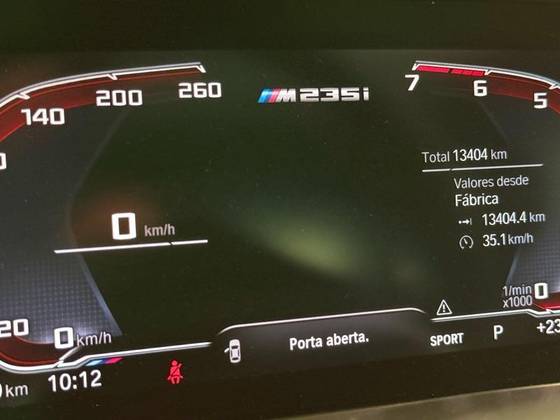 140
200
260
M235i
7
6
5
Total 13404 km
Valores desde
Fábrica
13404.4 km
35.1 km/h
0 km/h
1/min
x1000
0
20
0 km/h
Porta aberta.
SPORT
P
km
10:12